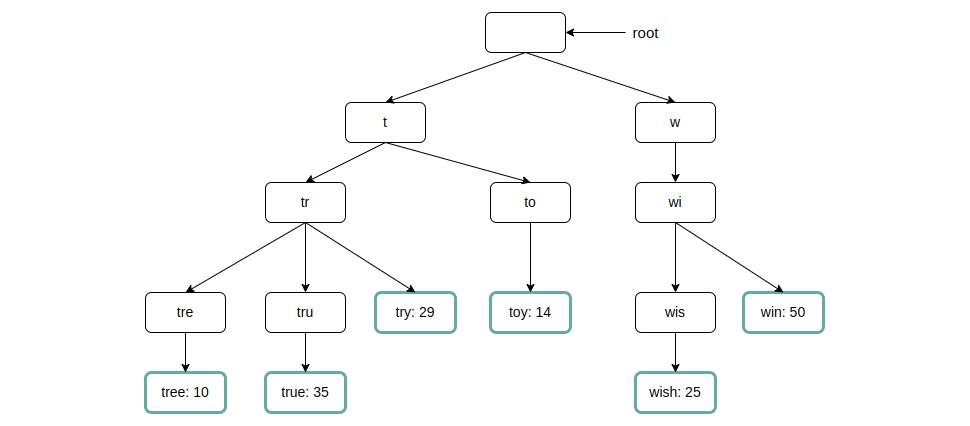 root
t
w
tr
to
wi
tre
tru
try: 29
toy: 14
wis
win: 50
tree: 10
true: 35
wish: 25